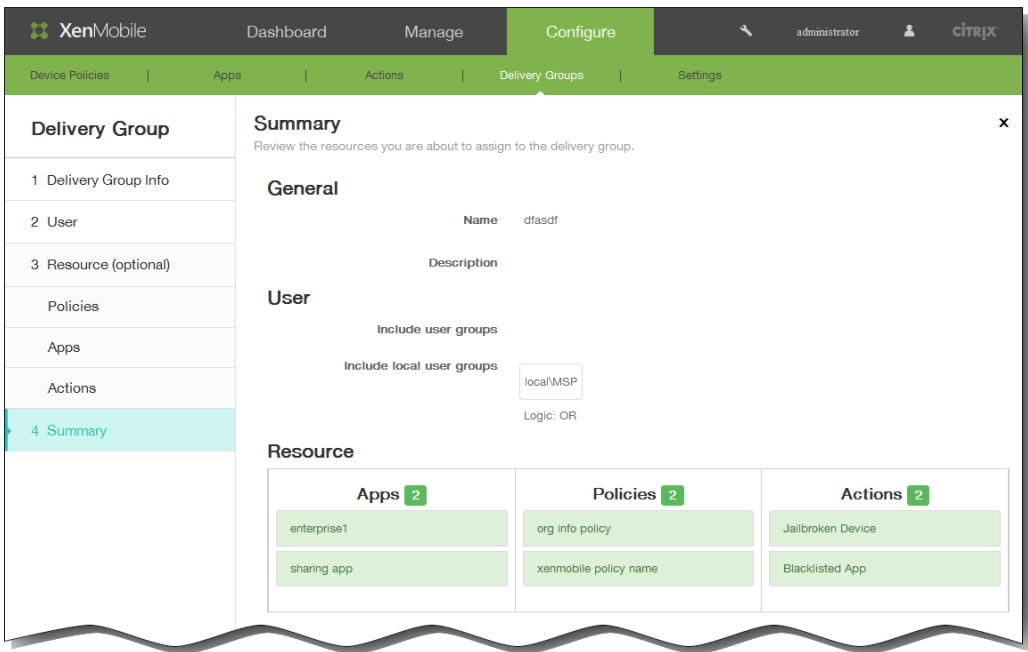 XenMobile Dashboard Manage Configure administrator CİTRIX
Device Policies | Apps | Actions | Delivery Groups | Settings
Delivery Group
1 Delivery Group Info
2 User
3 Resource (optional)
Policies
Apps
Actions
4 Summary
Summary x
Review the resources you are about to assign to the delivery group.
General
Name dfasdf
Description
User
Include user groups
Include local user groups local\MSP
Logic: OR
Resource
Apps 2 Policies 2 Actions 2
enterprise1 org info policy Jailbroken Device
sharing app xenmobile policy name Blacklisted App